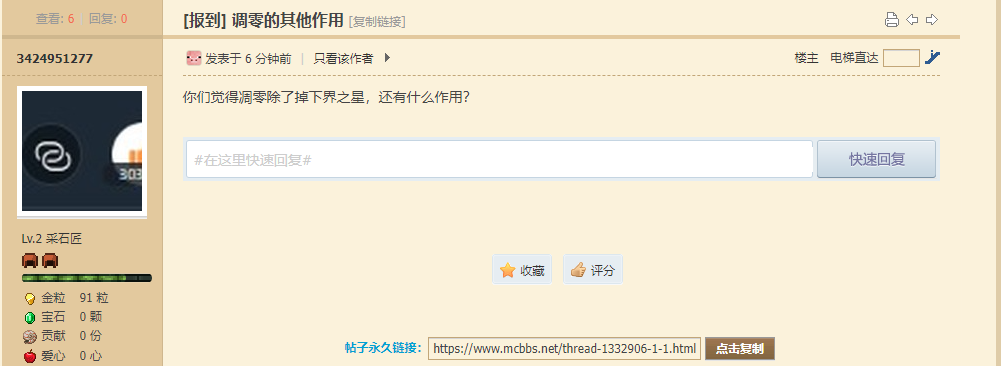 查看: 6 回复: 0
[报到] 凋零的其他作用 [复制链接]
3424951277
发表于 6 分钟前 | 只看该作者
楼主 电梯直达
你们觉得凋零除了掉下界之星，还有什么作用？
#在这里快速回复#
快速回复
303
Lv.2 采石匠
金粒 91 粒
宝石 0 颗
贡献 0 份
爱心 0 心
收藏
评分
帖子永久链接: https://www.mcbbs.net/thread-1332906-1-1.html 点击复制